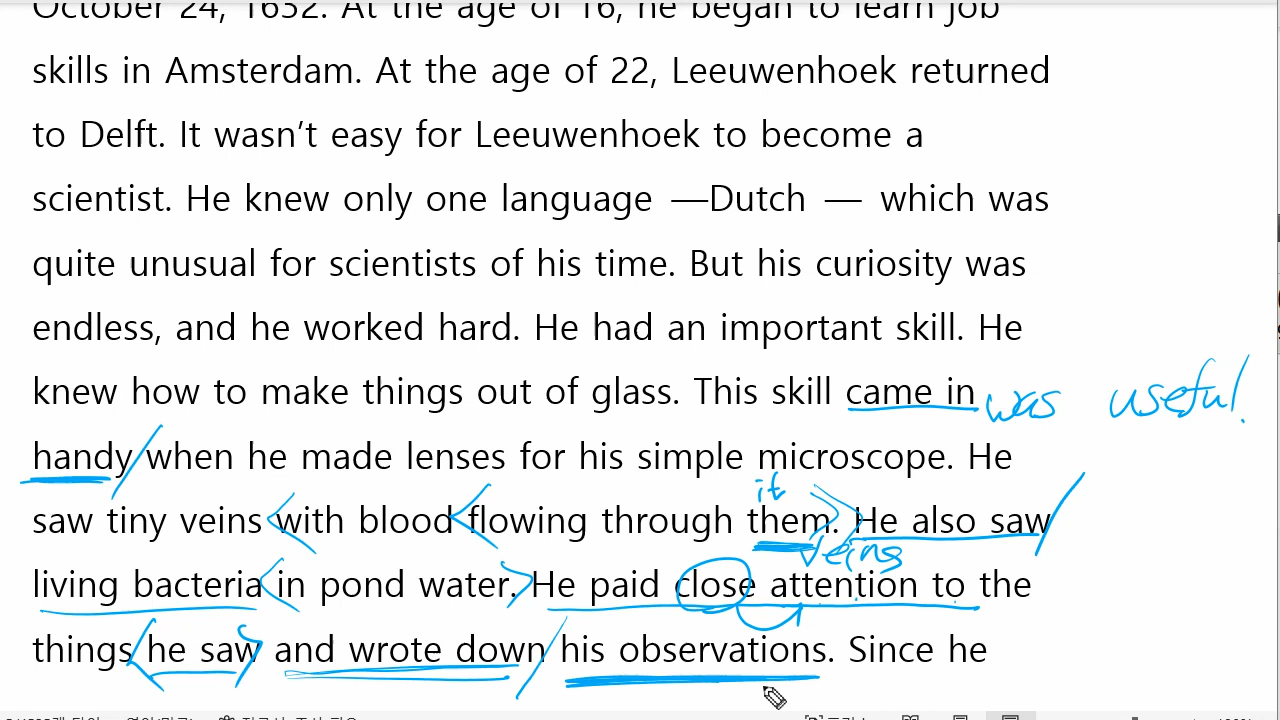 October 24, 1632. At the age of 16, he began to learn job
skills in Amsterdam. At the age of 22, Leeuwenhoek returned
to Delft. It wasn't easy for Leeuwenhoek to become a
scientist. He knew only one language —Dutch — which was
quite unusual for scientists of his time. But his curiosity was
endless, and he worked hard. He had an important skill. He
knew how to make things out of glass. This skill came in was useful!
handy when he made lenses for his simple microscope. He
it
saw tiny veins with blood flowing through them. He also saw
veins
living bacteria in pond water. He paid close attention to the
things he saw and wrote down his observations. Since he